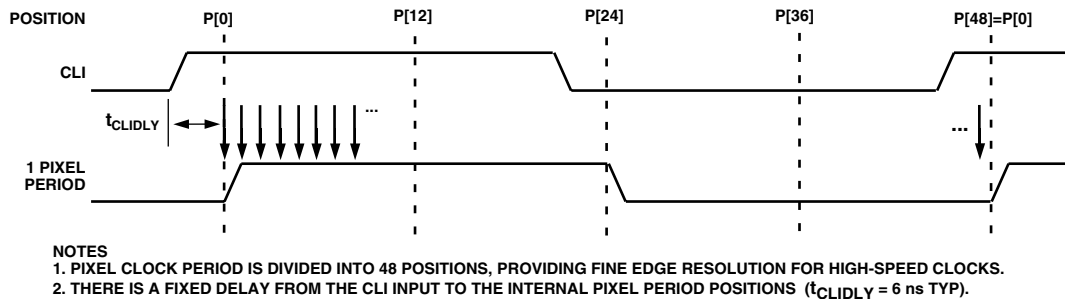 POSITION P[0] P[12] P[24] P[36] P[48]=P[0]
CLI
tCLIDLY
...
...
1 PIXEL
PERIOD
NOTES
1. PIXEL CLOCK PERIOD IS DIVIDED INTO 48 POSITIONS, PROVIDING FINE EDGE RESOLUTION FOR HIGH-SPEED CLOCKS.
2. THERE IS A FIXED DELAY FROM THE CLI INPUT TO THE INTERNAL PIXEL PERIOD POSITIONS (tCLIDLY = 6 ns TYP).